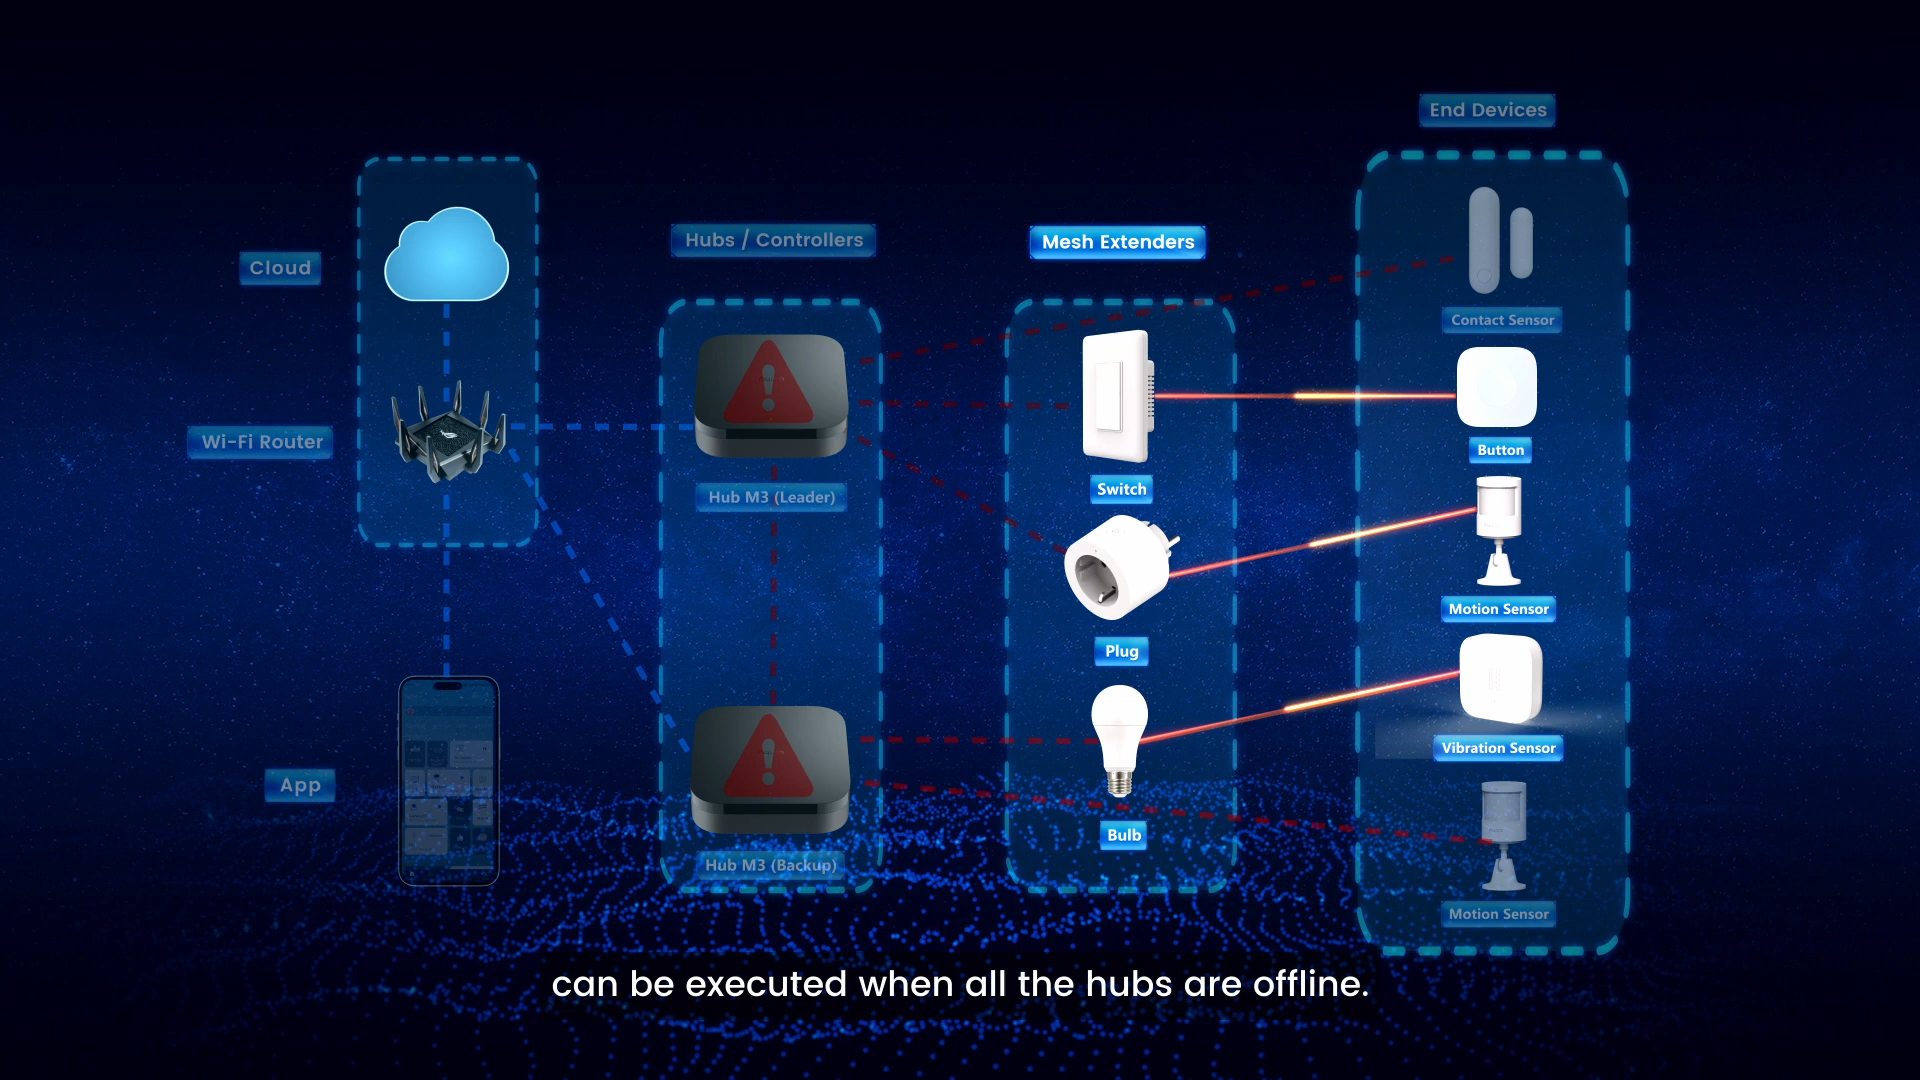 End Devices
Hubs / Controllers
Mesh Extenders
Cloud
Contact Sensor
Wi-Fi Router
Button
Hub M3 (Leader)
Switch
Motion Sensor
Plug
Vibration Sensor
App
Bulb
Hub M3 (Backup)
Motion Sensor
can be executed when all the hubs are offline.